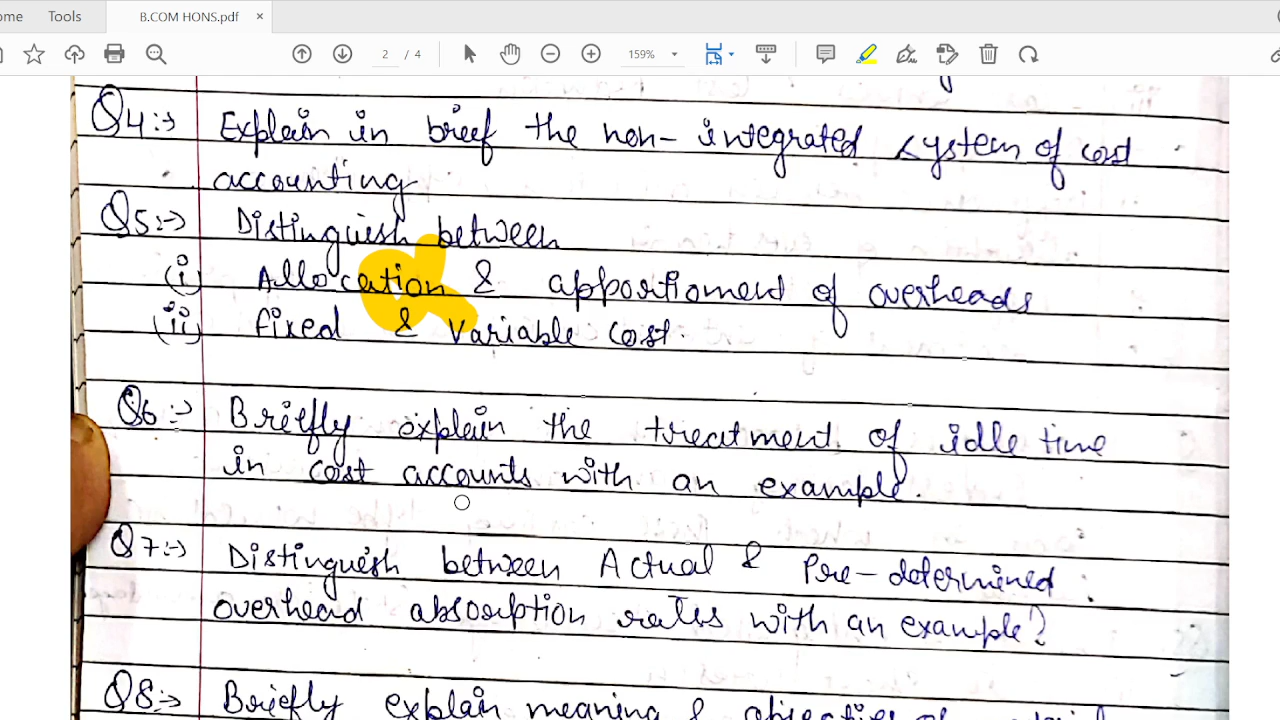 ome Tools B.COM HONS.pdf ×
2 / 4 159%
Q4:→ Explain in brief the non-integrated system of cost
accounting
Q5:→ Distinguish between
(i) Allocation & apportionment of overheads
(ii) fixed & Variable cost.
Q6:→ Briefly explain the treatment of idle time
in cost accounts with an example.
Q7:→ Distinguish between Actual & Pre-determined
overhead absorption rates with an example?
Q8:→ Briefly explain meaning & objectives of